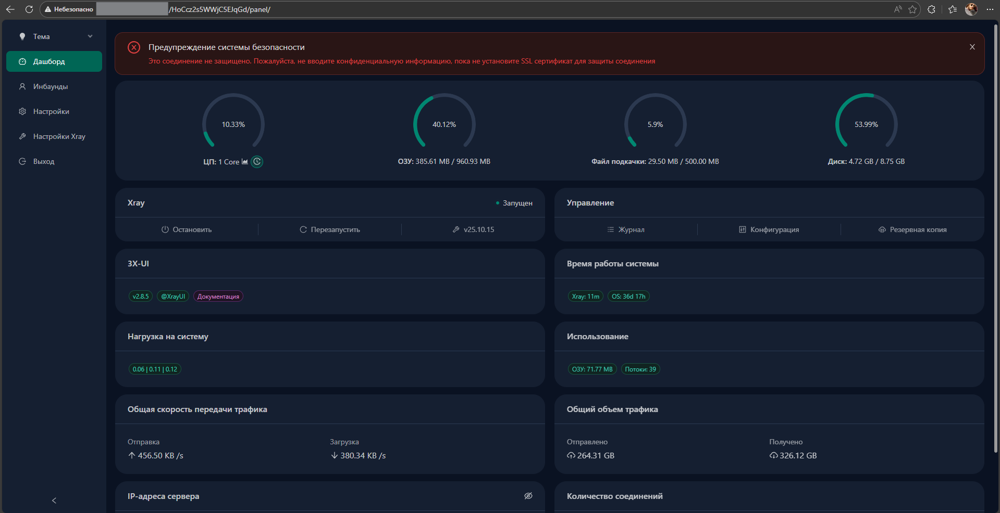 Небезопасно /HoCcz2s5WWjC5EJqGd/panel/
Тема
Дашборд
Инбаунды
Настройки
Настройки Xray
Выход
Предупреждение системы безопасности
Это соединение не защищено. Пожалуйста, не вводите конфиденциальную информацию, пока не установите SSL сертификат для защиты соединения
10.33% 40.12% 5.9% 53.99%
ЦП: 1 Core ОЗУ: 385.61 MB / 960.93 MB Файл подкачки: 29.50 MB / 500.00 MB Диск: 4.72 GB / 8.75 GB
Xray Запущен
Остановить Перезапустить v25.10.15
Управление
Журнал Конфигурация Резервная копия
3X-UI
v2.8.5 @XrayUI Документация
Время работы системы
Xray: 11m OS: 36d 17h
Нагрузка на систему
0.06 | 0.11 | 0.12
Использование
ОЗУ: 71.77 MB Потоки: 39
Общая скорость передачи трафика
Отправка Загрузка
456.50 KB /s 380.34 KB /s
Общий объем трафика
Отправлено Получено
264.31 GB 326.12 GB
IP-адреса сервера
Количество соединений